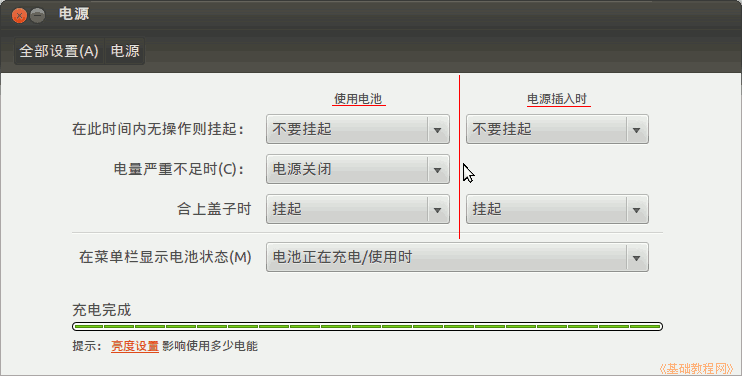 电源
全部设置(A) 电源
使用电池 电源插入时
在此时间内无操作则挂起： 不要挂起 不要挂起
电量严重不足时(C)： 电源关闭
合上盖子时 挂起 挂起
在菜单栏显示电池状态(M) 电池正在充电/使用时
充电完成
提示： 亮度设置 影响使用多少电能
《基础教程网》